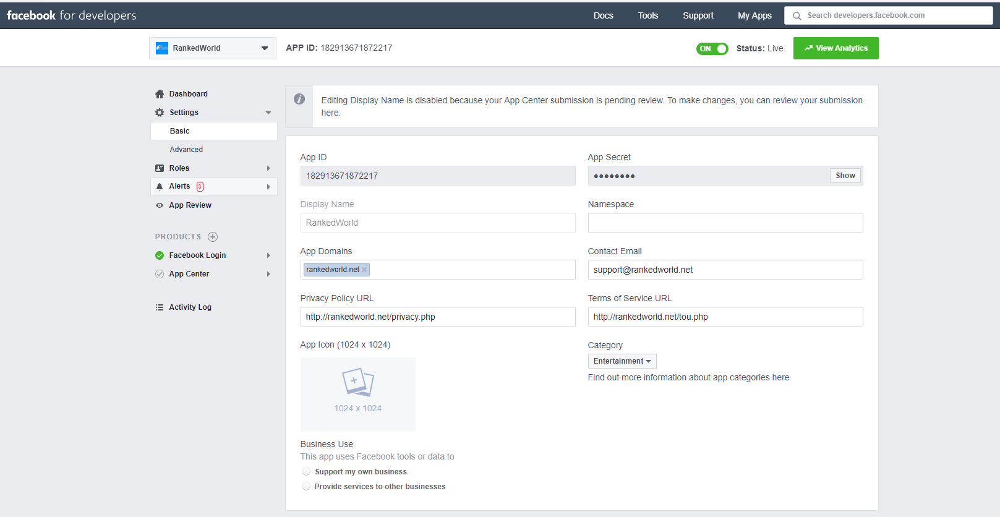 facebook for developers
Docs
Tools
Support
My Apps
Search developers.facebook.com
RankedWorld
APP ID: 182913671872217
ON
Status: Live
View Analytics
Dashboard
Settings
Basic
Advanced
Roles
Alerts 3
App Review
PRODUCTS
Facebook Login
App Center
Activity Log
Editing Display Name is disabled because your App Center submission is pending review. To make changes, you can review your submission
here.
App ID
182913671872217
App Secret
●●●●●●●●
Show
Display Name
RankedWorld
Namespace
App Domains
rankedworld.net ×
Contact Email
support@rankedworld.net
Privacy Policy URL
http://rankedworld.net/privacy.php
Terms of Service URL
http://rankedworld.net/tou.php
App Icon (1024 x 1024)
1024 x 1024
Category
Entertainment
Find out more information about app categories here
Business Use
This app uses Facebook tools or data to
Support my own business
Provide services to other businesses